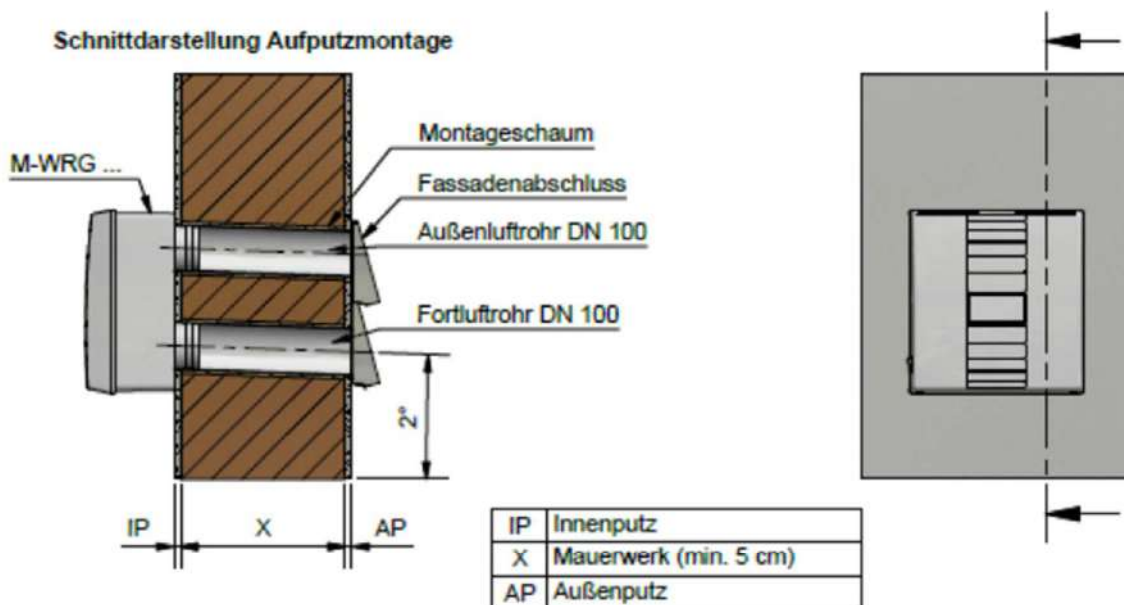 Schnittdarstellung Aufputzmontage
Montageschaum
M-WRG ...
Fassadenabschluss
Außenluftrohr DN 100
Fortluftrohr DN 100
2°
IP X AP
IP Innenputz
X Mauerwerk (min. 5 cm)
AP Außenputz